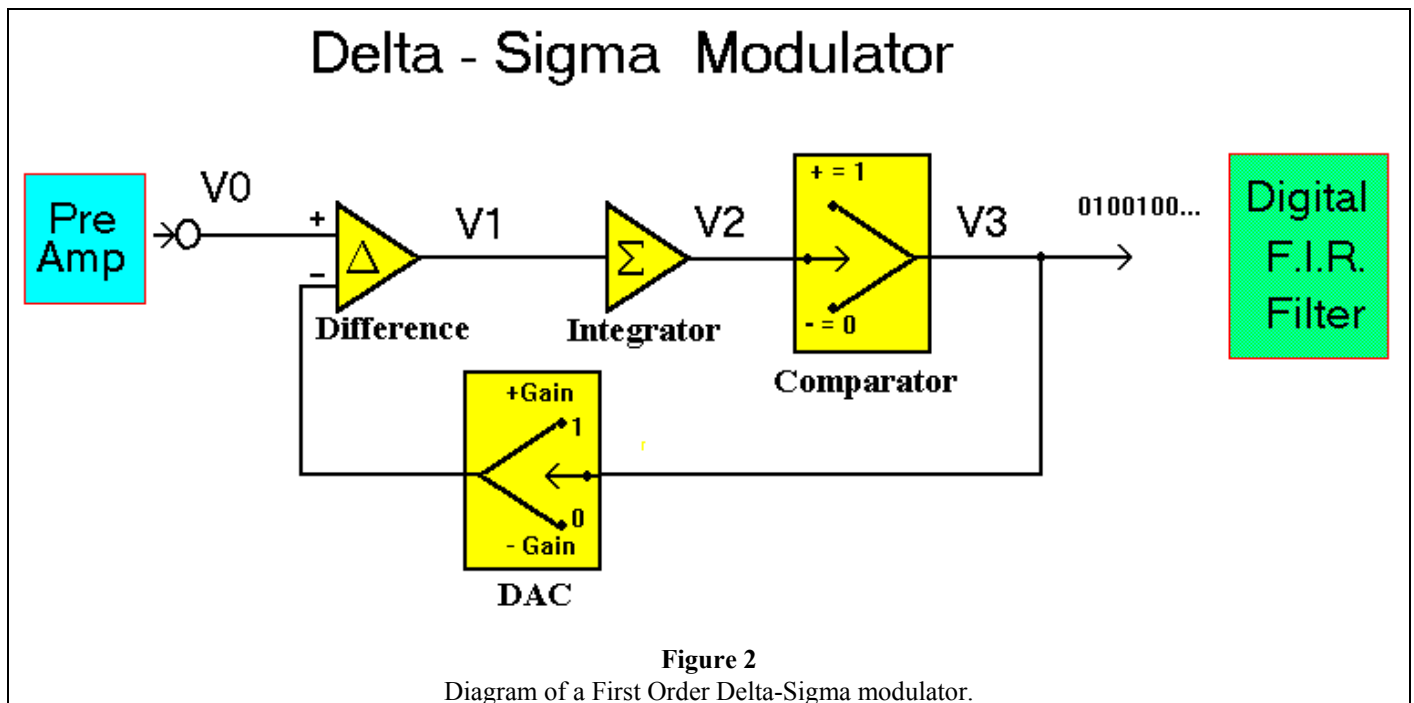 Delta - Sigma Modulator
Pre
Amp
V0
+
-
Δ
Difference
V1
Σ
Integrator
V2
+ = 1
- = 0
Comparator
V3
0100100...
Digital
F.I.R.
Filter
+Gain
1
0
- Gain
DAC
Figure 2
Diagram of a First Order Delta-Sigma modulator.